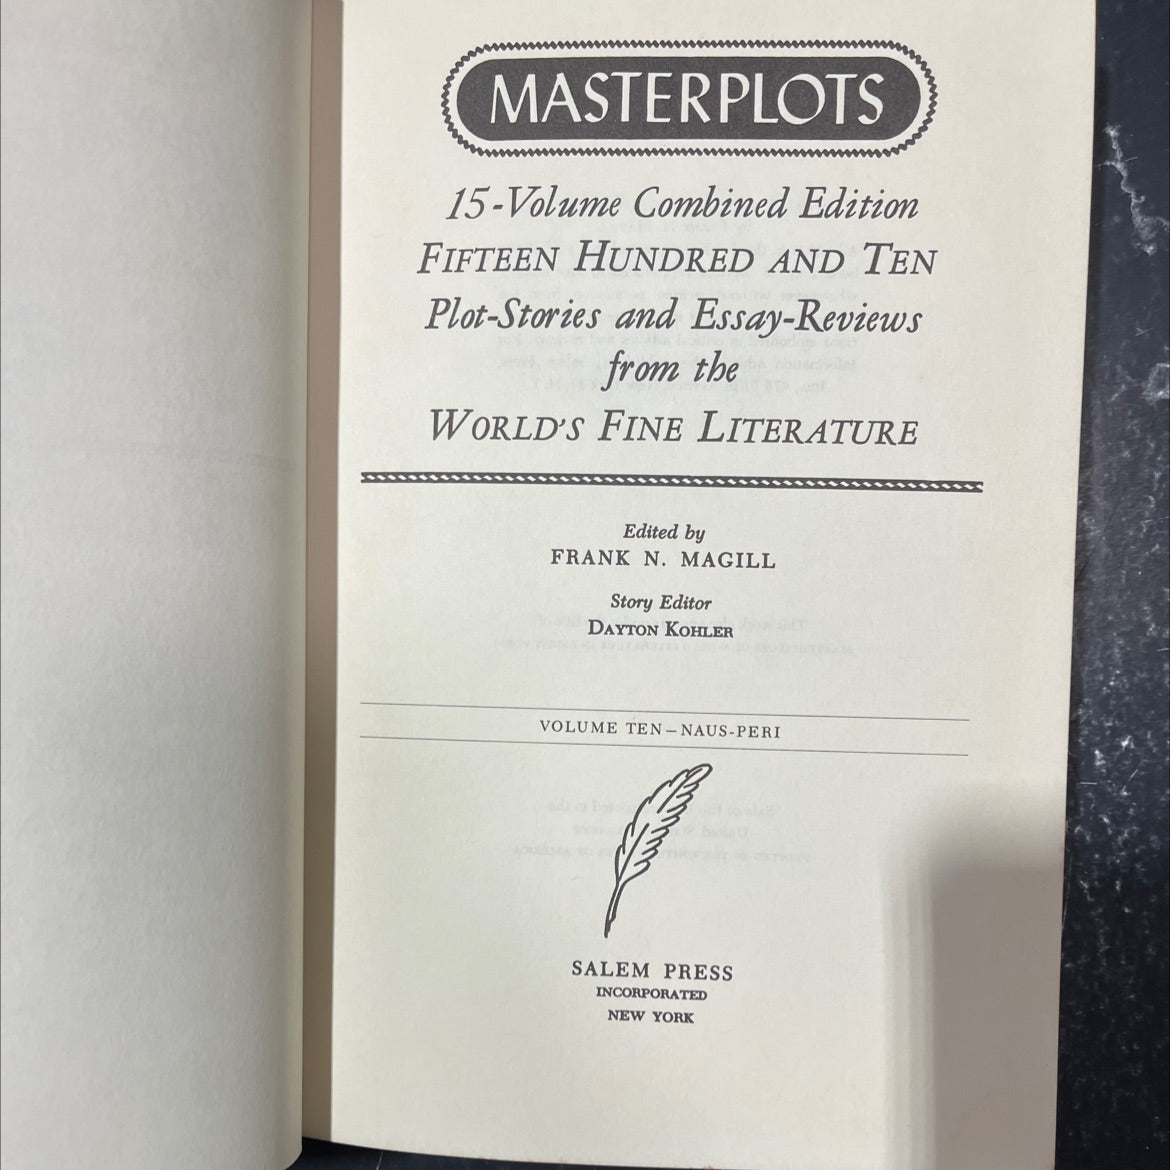 MASTERPLOTS
15-Volume Combined Edition
FIFTEEN HUNDRED AND TEN
Plot-Stories and Essay-Reviews
from the
WORLD'S FINE LITERATURE
Edited by
FRANK N. MAGILL
Story Editor
DAYTON KOHLER
VOLUME TEN—NAUS-PERI
SALEM PRESS
INCORPORATED
NEW YORK